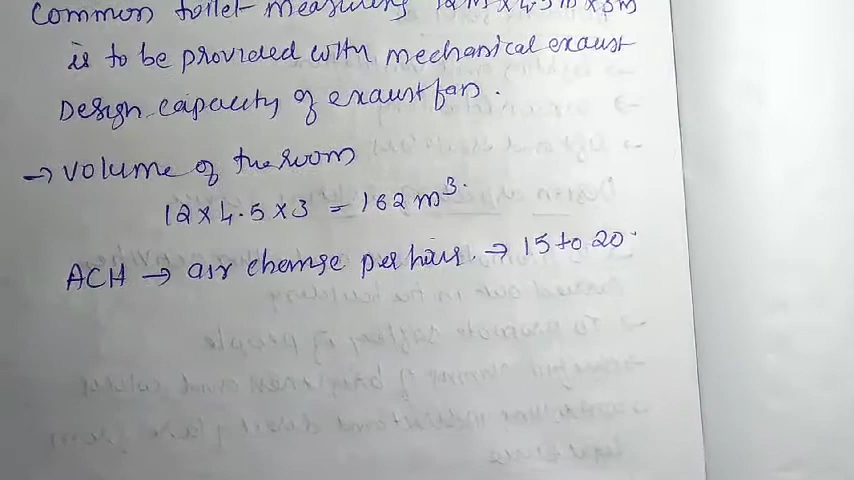 Common toilet measuring 12m x 4.5m x 3m
is to be provided with mechanical exaust
Design capacity of exaust fan.
→ volume of the room
12 x 4.5 x 3 = 162 m³.
ACH → air change per hour. → 15 to 20.